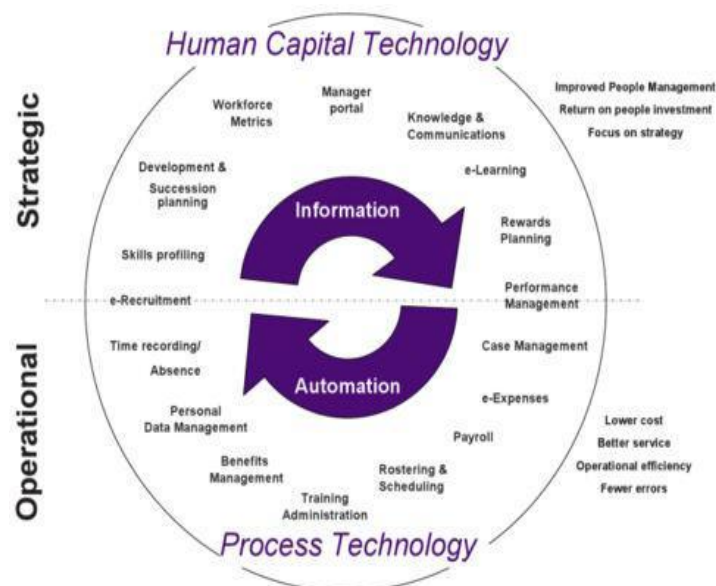 Human Capital Technology
Strategic
Manager
portal
Workforce
Metrics
Knowledge &
Communications
Improved People Management
Return on people investment
Focus on strategy
Development &
Succession
planning
e-Learning
Information
Rewards
Planning
Skills profiling
e-Recruitment
Performance
Management
Operational
Time recording/
Absence
Case Management
Automation
Personal
Data Management
e-Expenses
Payroll
Lower cost
Better service
Operational efficiency
Fewer errors
Benefits
Management
Rostering &
Scheduling
Training
Administration
Process Technology